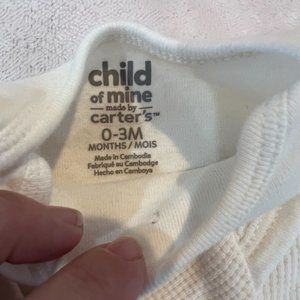 child
of mine
made by
carter's™
0-3M
MONTHS / MOIS
Made in Cambodia
Fabriqué au Cambodge
Hecho en Camboya